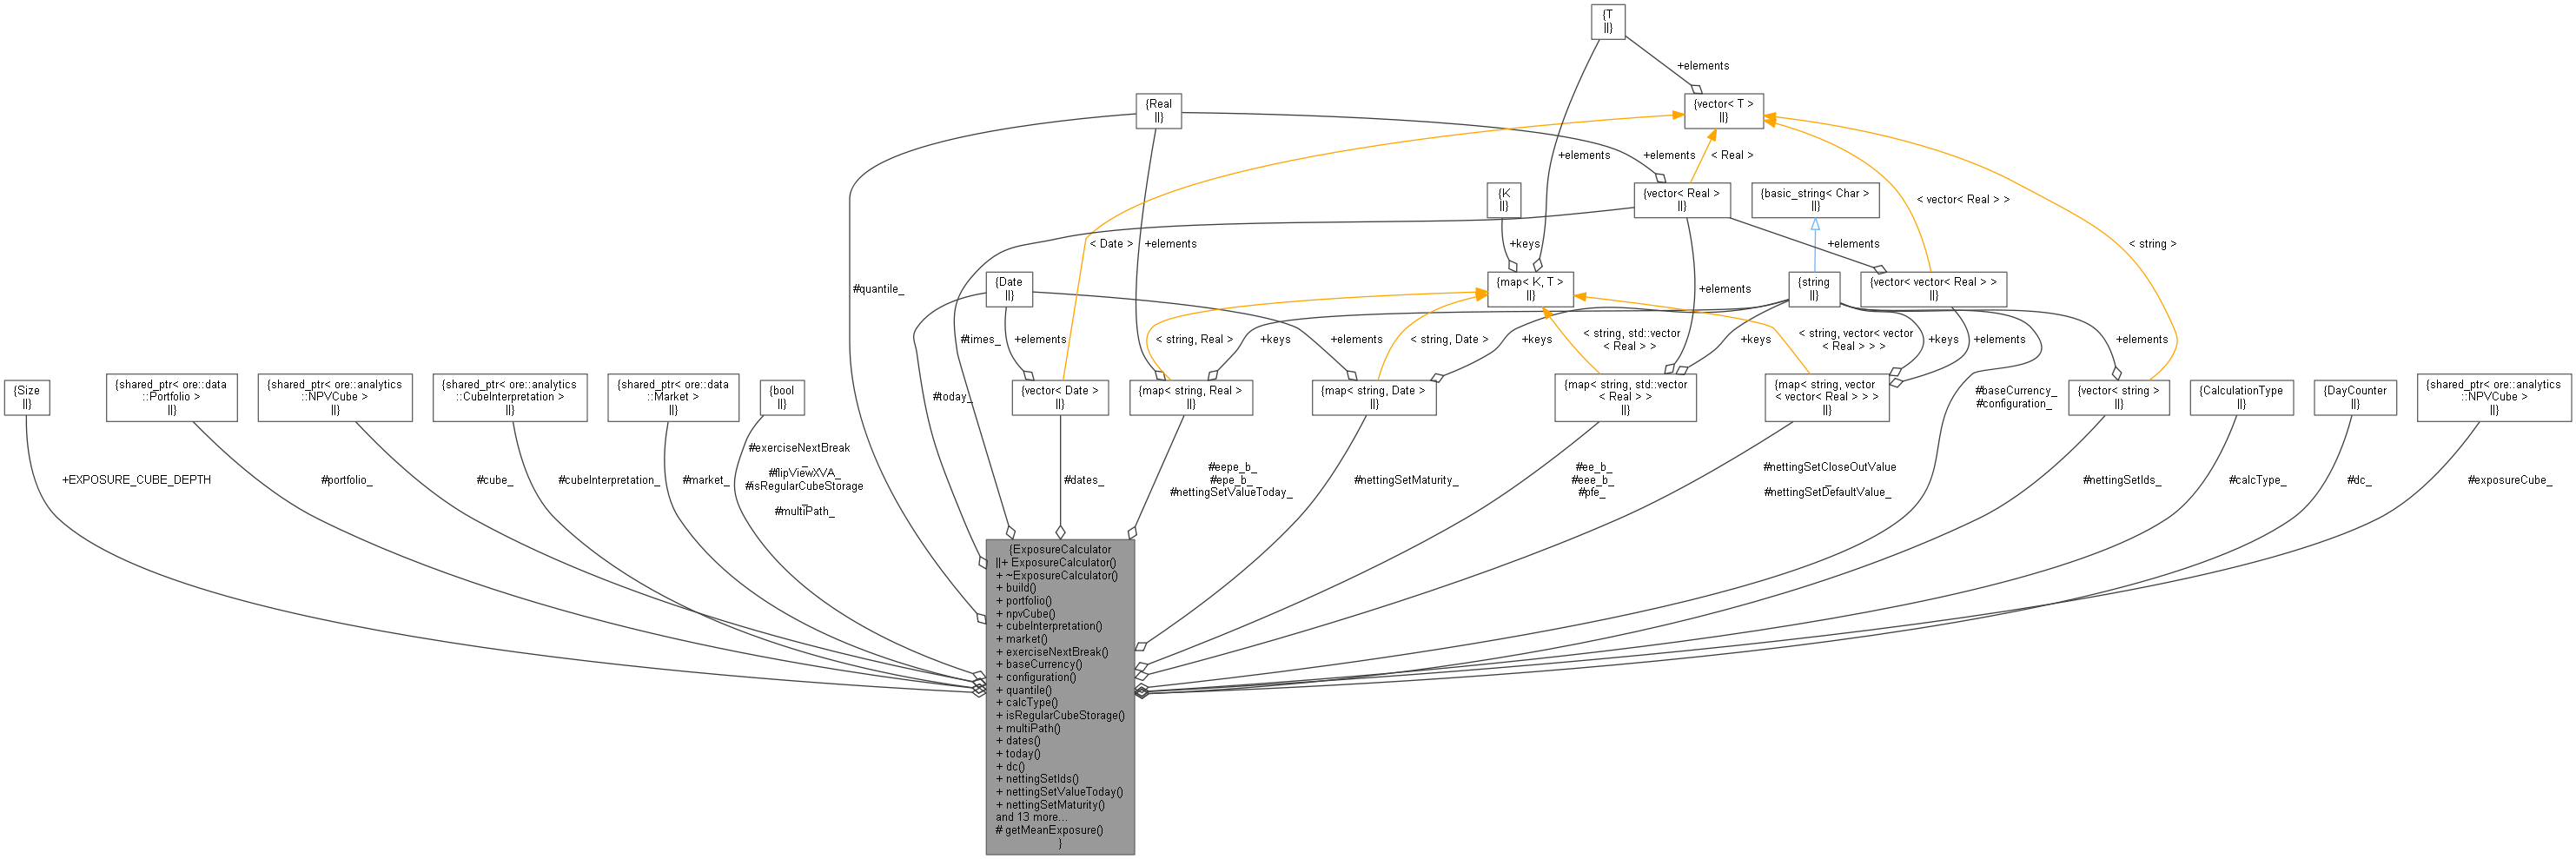 {T
||}
+elements
{Real
||}
{vector< T >
||}
+elements
+elements
< Real >
{K
||}
{vector< Real >
||}
{basic_string< Char >
||}
< vector< Real > >
< Date >
+elements
+keys
+elements
< string >
#quantile_
{Date
||}
{map< K, T >
||}
+elements
{string
||}
{vector< vector< Real > >
||}
#times_
+elements
< string, Real >
+keys
+elements
< string, Date >
+keys
< string, std::vector
< Real > >
+keys
< string, vector< vector
< Real > > >
+keys
+elements
+elements
{Size
||}
{shared_ptr< ore::data
::Portfolio >
||}
{shared_ptr< ore::analytics
::NPVCube >
||}
{shared_ptr< ore::analytics
::CubeInterpretation >
||}
{shared_ptr< ore::data
::Market >
||}
{bool
||}
#today_
{vector< Date >
||}
{map< string, Real >
||}
{map< string, Date >
||}
{map< string, std::vector
< Real > >
||}
{map< string, vector
< vector< Real > > >
||}
#baseCurrency_
#configuration_
{vector< string >
||}
{CalculationType
||}
{DayCounter
||}
{shared_ptr< ore::analytics
::NPVCube >
||}
+EXPOSURE_CUBE_DEPTH
#portfolio_
#cube_
#cubeInterpretation_
#market_
#exerciseNextBreak
_
#flipViewXVA_
#isRegularCubeStorage
_
#multiPath_
#dates_
#eepe_b_
#epe_b_
#nettingSetValueToday_
#nettingSetMaturity_
#ee_b_
#eee_b_
#pfe_
#nettingSetCloseOutValue
_
#nettingSetDefaultValue_
#nettingSetIds_
#calcType_
#dc_
#exposureCube_
{ExposureCalculator
||+ ExposureCalculator()
+ ~ExposureCalculator()
+ build()
+ portfolio()
+ npvCube()
+ cubeInterpretation()
+ market()
+ exerciseNextBreak()
+ baseCurrency()
+ configuration()
+ quantile()
+ calcType()
+ isRegularCubeStorage()
+ multiPath()
+ dates()
+ today()
+ dc()
+ nettingSetIds()
+ nettingSetValueToday()
+ nettingSetMaturity()
and 13 more...
# getMeanExposure()
}